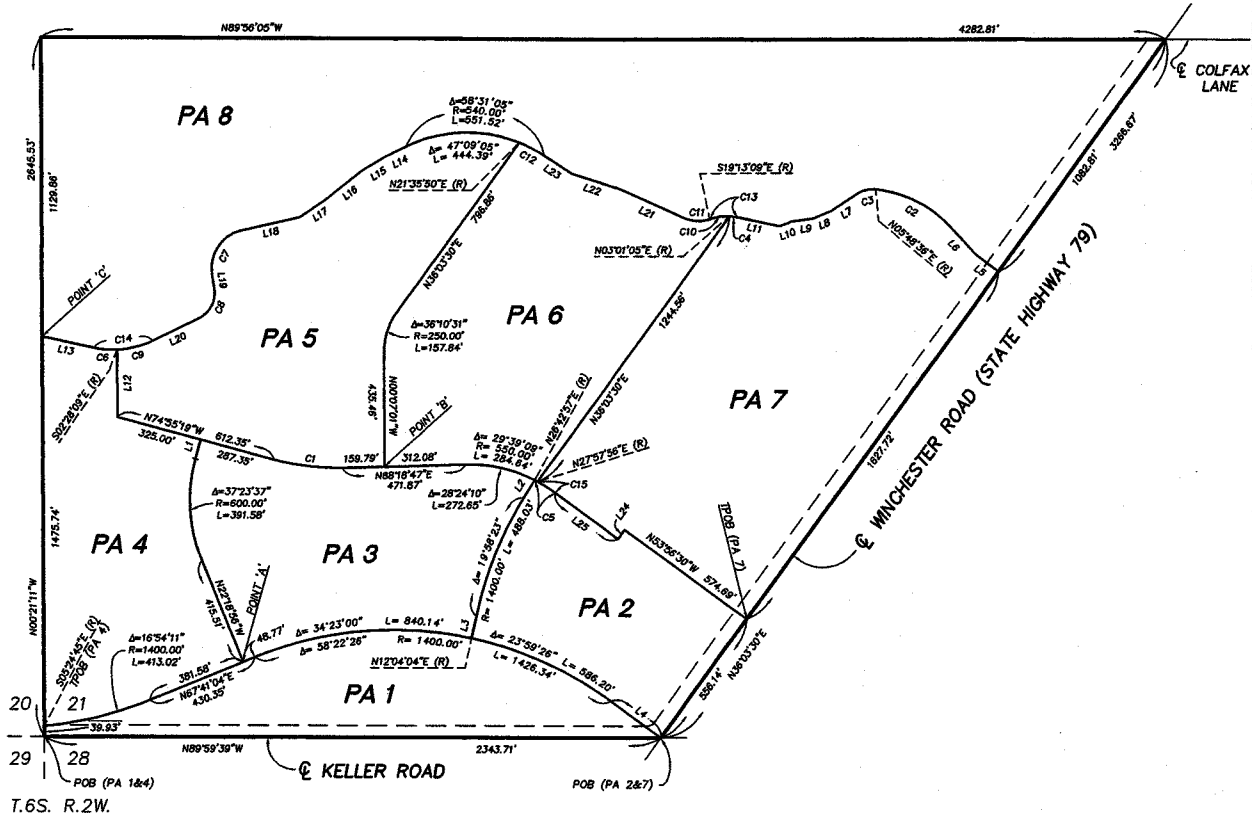 N89°56'05"W
4282.81'
℄ COLFAX
LANE
PA 8
Δ=58°31'05"
R=540.00'
L=551.52'
Δ= 47°09'05"
L= 444.39'
2645.53'
1129.86'
3266.67'
1082.81'
L14
L15
L16
L17
L18
C12
L23
L22
L21
N21°35'50"E (R)
S19°13'09"E (R)
C13
C11
C10
C4
L11
L10
L9
L8
L7
C3
C2
L6
L5
N03°01'05"E (R)
N05°46'36"E (R)
796.86'
N36°03'30"E
C7
L19
C8
L20
POINT 'C'
L13
C14
C6
C9
L12
S02°28'09"E (R)
PA 5
PA 6
PA 7
Δ=36°10'31"
R=250.00'
L=157.84'
435.46'
N00°07'01"W
POINT 'B'
1244.56'
N36°03'30"E
N26°42'57"E (R)
N27°57'56"E (R)
℄ WINCHESTER ROAD (STATE HIGHWAY 79)
1627.72'
N74°55'19"W
325.00'
612.35'
287.35'
L1
C1
159.79'
312.08'
N88°18'47"E
471.87'
Δ= 29°39'09"
R= 550.00'
L= 284.64'
Δ=28°24'10"
L=272.65'
L2
C15
C5
L25
L24
N53°56'30"W
574.69'
TPOB (PA 7)
Δ=37°23'37"
R=600.00'
L=391.58'
1475.74'
PA 4
PA 3
PA 2
Δ= 19°58'23"
L= 488.03'
R= 1400.00'
N22°18'56"W
415.51'
POINT 'A'
N00°21'11"W
S05°24'45"E (R)
TPOB (PA 4)
Δ=16°54'11"
R=1400.00'
L=413.02'
48.77'
Δ= 34°23'00"
L= 840.14'
Δ= 58°22'26"
R= 1400.00'
L3
N12°04'04"E (R)
Δ= 23°59'26"
L= 586.20'
L= 1426.34'
L4
556.14'
N36°03'30"E
381.58'
N67°41'04"E
430.35'
PA 1
20
21
39.93'
29
28
N89°59'39"W
2343.71'
℄ KELLER ROAD
POB (PA 1&4)
POB (PA 2&7)
T.6S. R.2W.